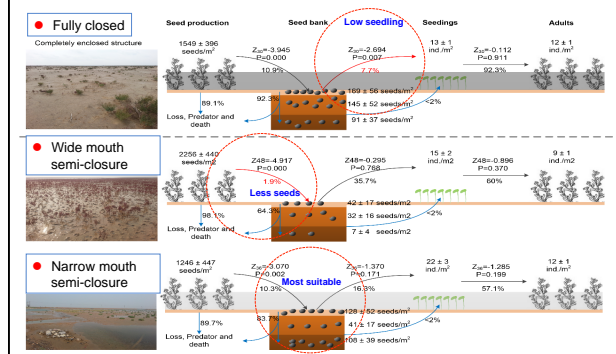 Fully closed
Completely enclosed structure
Seed production
Seed bank
Low seedling
Seedings
Adults
1549 ± 396
seeds/m²
Z₃₀=-3.945
P=0.000
10.9%
Z₃₀=-2.694
P=0.007
7.7%
13 ± 1
ind./m²
Z₃₀=-0.112
P=0.911
92.3%
12 ± 1
ind./m²
89.1%
92.3%
169 ± 56 seeds/m²
145 ± 52 seeds/m²
91 ± 37 seeds/m²
<2%
Loss, Predator and
death
Wide mouth
semi-closure
2256 ± 440
seeds/m2
Z48=-4.917
P=0.000
1.9%
Less seeds
Z48=-0.295
P=0.768
35.7%
15 ± 2
ind./m2
Z48=-0.896
P=0.370
60%
9 ± 1
ind./m2
98.1%
64.3%
42 ± 17 seeds/m2
32 ± 16 seeds/m2
7 ± 4 seeds/m2
<2%
Loss, Predator and
death
Narrow mouth
semi-closure
1246 ± 447
seeds/m²
Z₃₆=-3.070
P=0.002
10.3%
Most suitable
Z₃₆=-1.370
P=0.171
16.3%
22 ± 3
ind./m²
Z₃₆=-1.285
P=0.199
57.1%
12 ± 1
ind./m²
89.7%
83.7%
128 ± 52 seeds/m²
41 ± 17 seeds/m²
108 ± 39 seeds/m²
<2%
Loss, Predator and
death